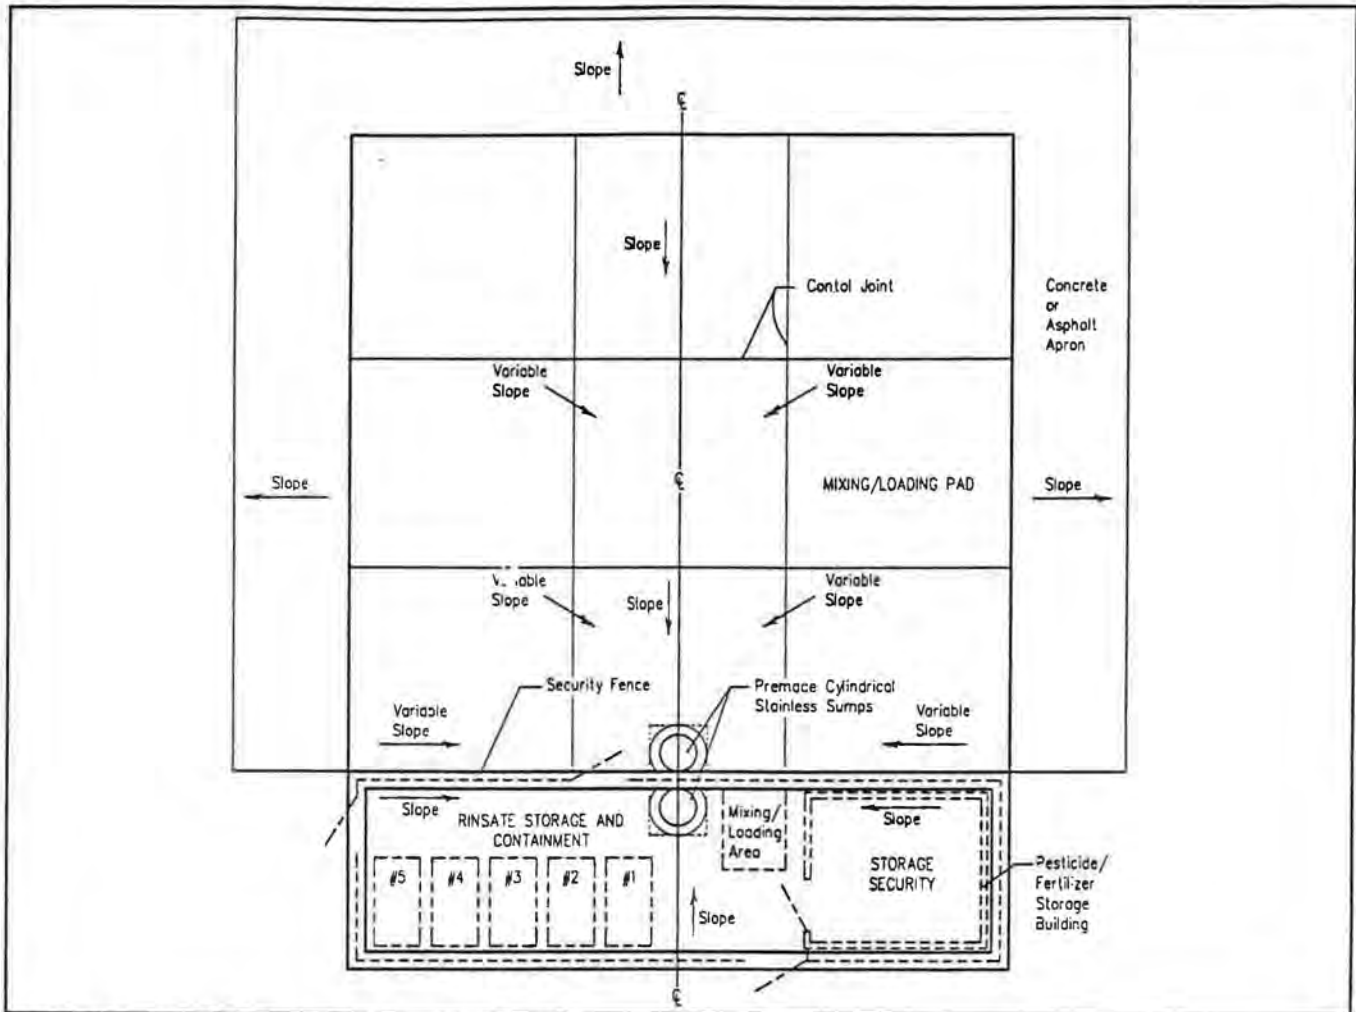 Slope
℄
Slope
Contol Joint
Concrete
or
Asphalt
Apron
Variable
Slope
Variable
Slope
℄
Slope
MIXING/LOADING PAD
Slope
Slope
Slope
Variable
Slope
Security Fence
Premace Cylindrical
Stainless Sumps
Variable
Slope
Variable
Slope
Slope
RINSATE STORAGE AND
CONTAINMENT
Mixing/
Loading
Area
Slope
STORAGE
SECURITY
Pesticide/
Fertilizer
Storage
Building
#5
#4
#3
#2
#1
Slope
℄